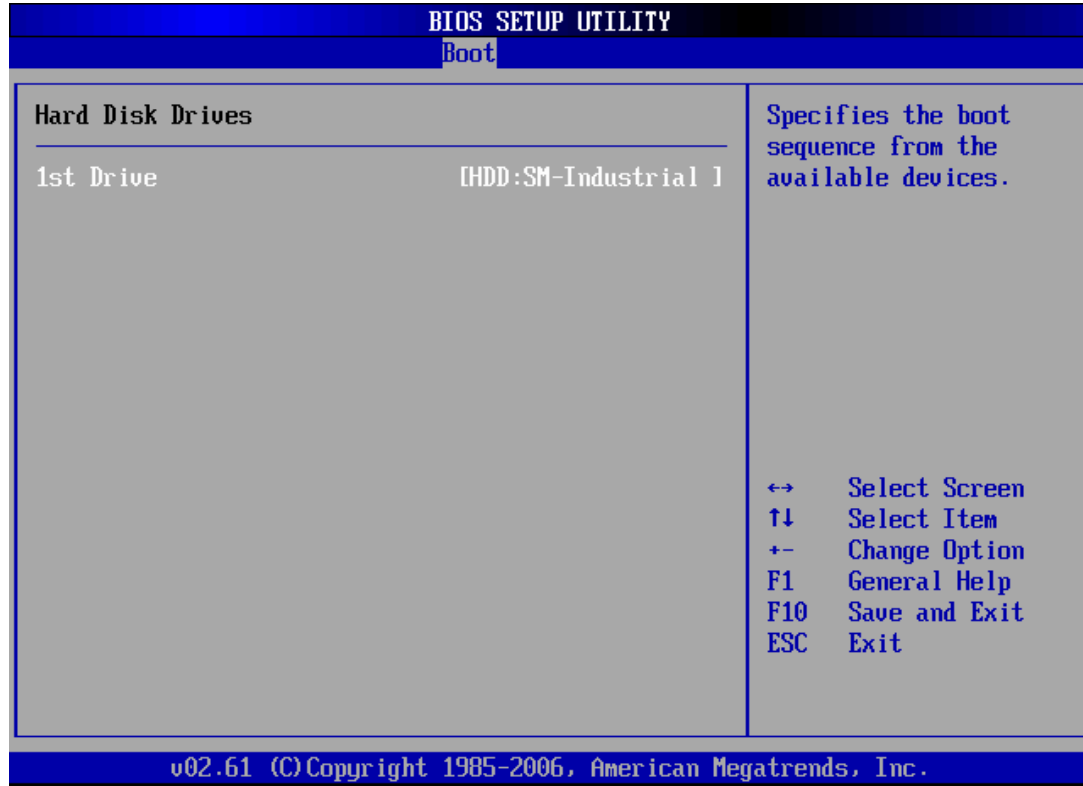 BIOS SETUP UTILITY
Boot
Hard Disk Drives
1st Drive [HDD:SM-Industrial ]
Specifies the boot
sequence from the
available devices.
←→ Select Screen
↑↓ Select Item
+- Change Option
F1 General Help
F10 Save and Exit
ESC Exit
v02.61 (C)Copyright 1985-2006, American Megatrends, Inc.